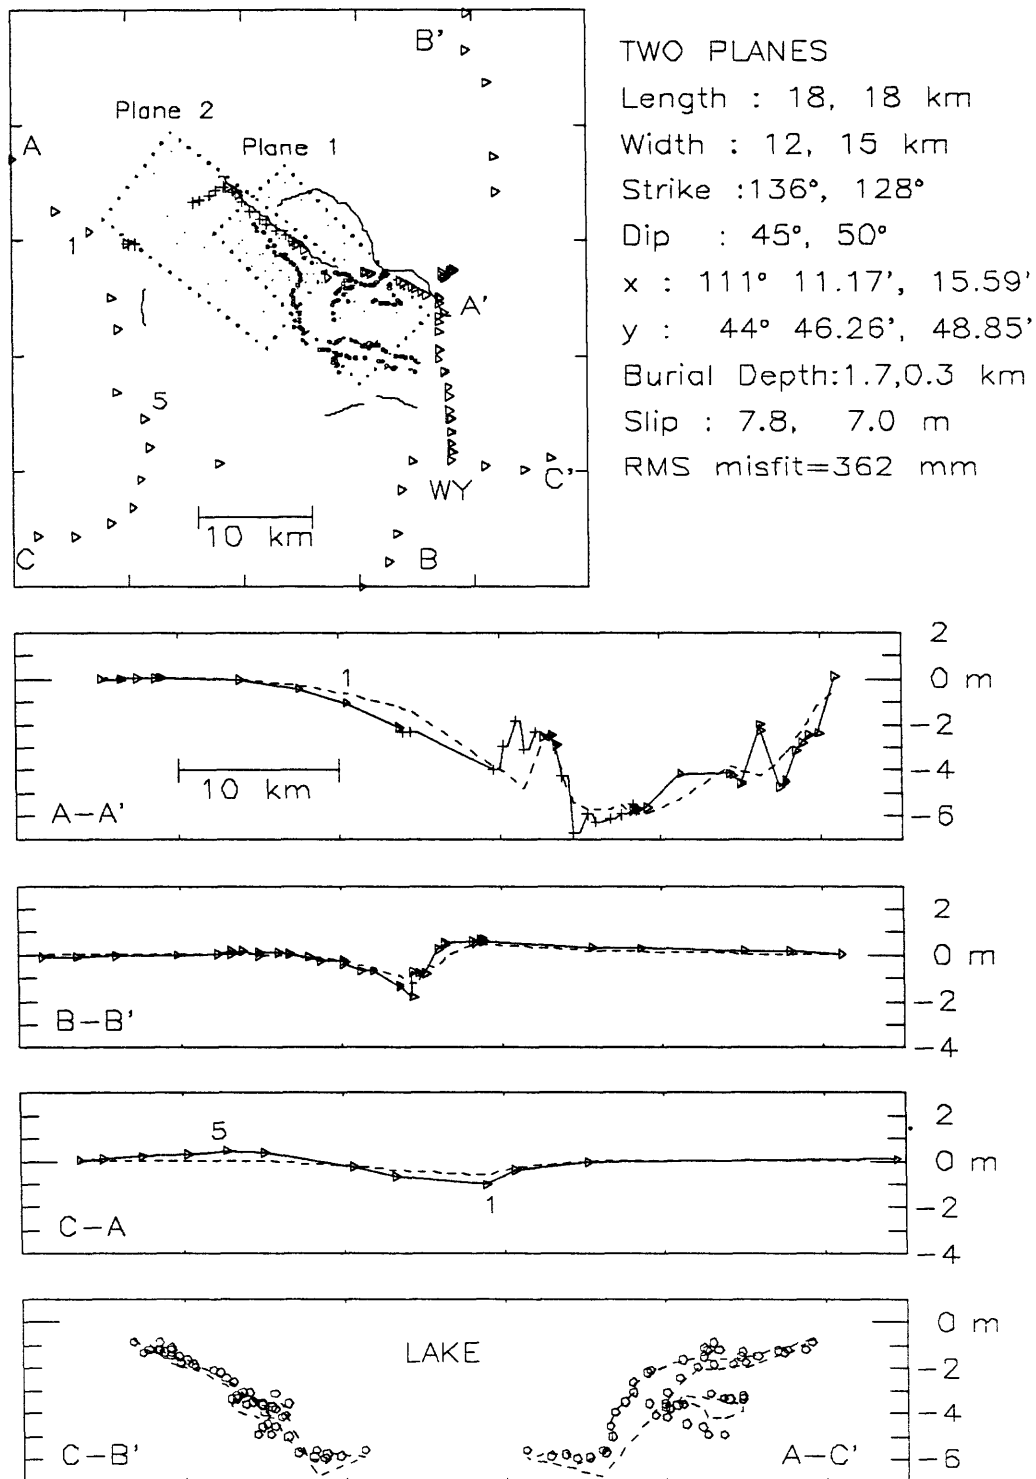 B'
Plane 2
A
Plane 1
1
A'
5
WY
C'
10 km
C
B
TWO PLANES
Length : 18, 18 km
Width : 12, 15 km
Strike :136°, 128°
Dip : 45°, 50°
x : 111° 11.17', 15.59'
y : 44° 46.26', 48.85'
Burial Depth:1.7,0.3 km
Slip : 7.8, 7.0 m
RMS misfit=362 mm
2
1
0 m
-2
10 km
-4
A-A'
-6
2
0 m
-2
B-B'
-4
2
5
0 m
1
-2
C-A
-4
0 m
LAKE
-2
-4
C-B'
A-C'
-6